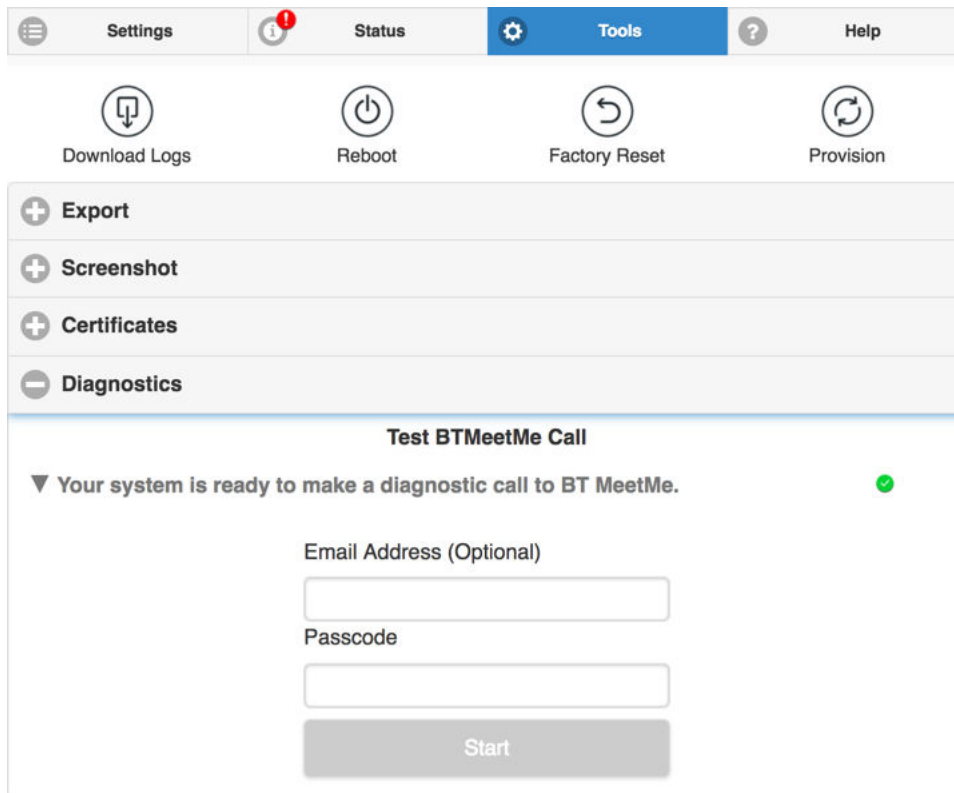 Settings Status Tools Help
Download Logs Reboot Factory Reset Provision
Export
Screenshot
Certificates
Diagnostics
Test BTMeetMe Call
Your system is ready to make a diagnostic call to BT MeetMe.
Email Address (Optional)
Passcode
Start